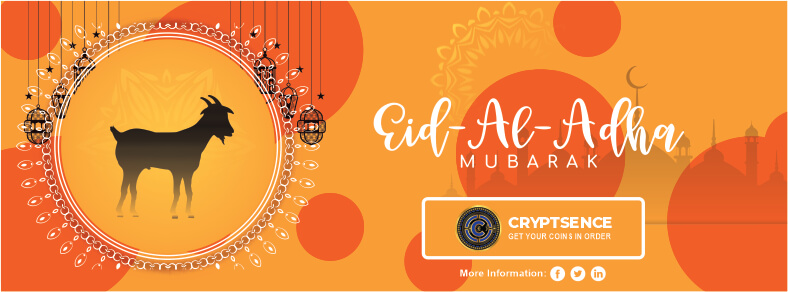 Eid-Al-Adha
MUBARAK
CRYPTSENCE
GET YOUR COINS IN ORDER
More Information: